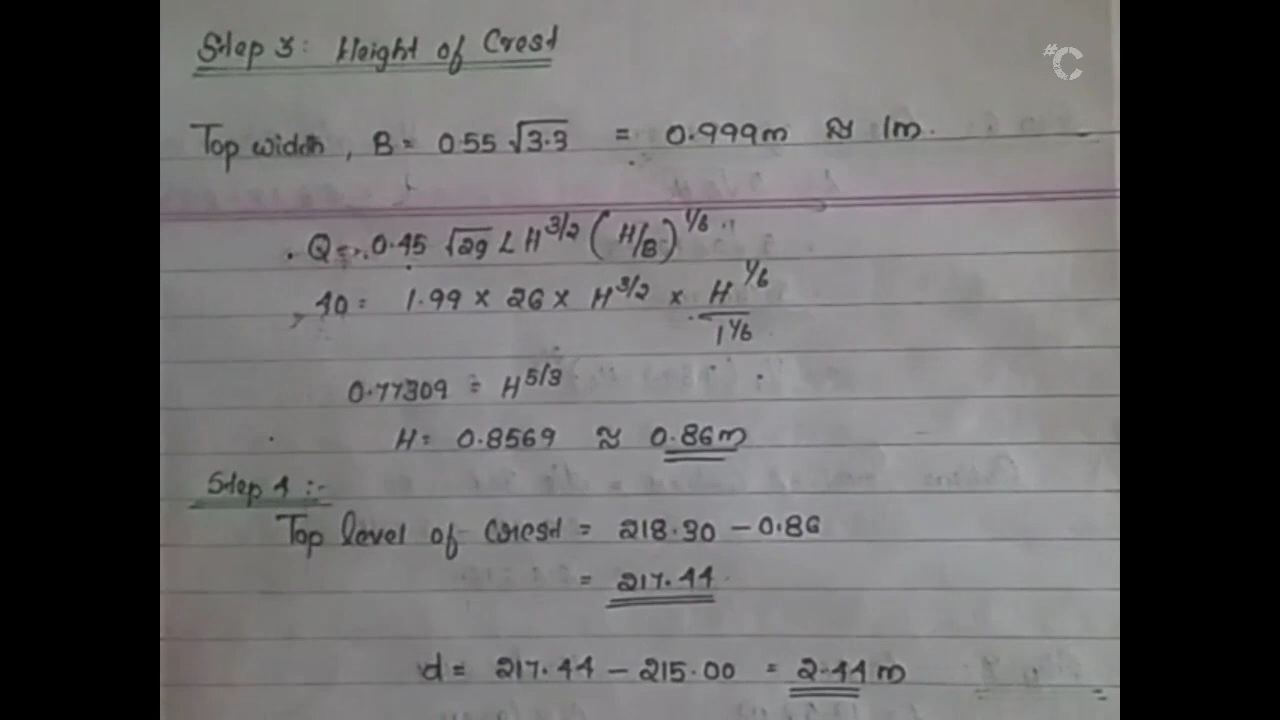 #C
Step 3: Height of Crest
Top width, B = 0.55 √3.3 = 0.999m ≈ 1m.
Q = 0.45 √2g L H^3/2 (H/B)^1/6
40 = 1.99 × 26 × H^3/2 × H^1/6 / 1^1/6
0.77309 = H^5/3
H = 0.8569 ≈ 0.86m
Step 4 :-
Top level of Crest = 218.30 - 0.86
= 217.44
d = 217.44 - 215.00 = 2.44 m